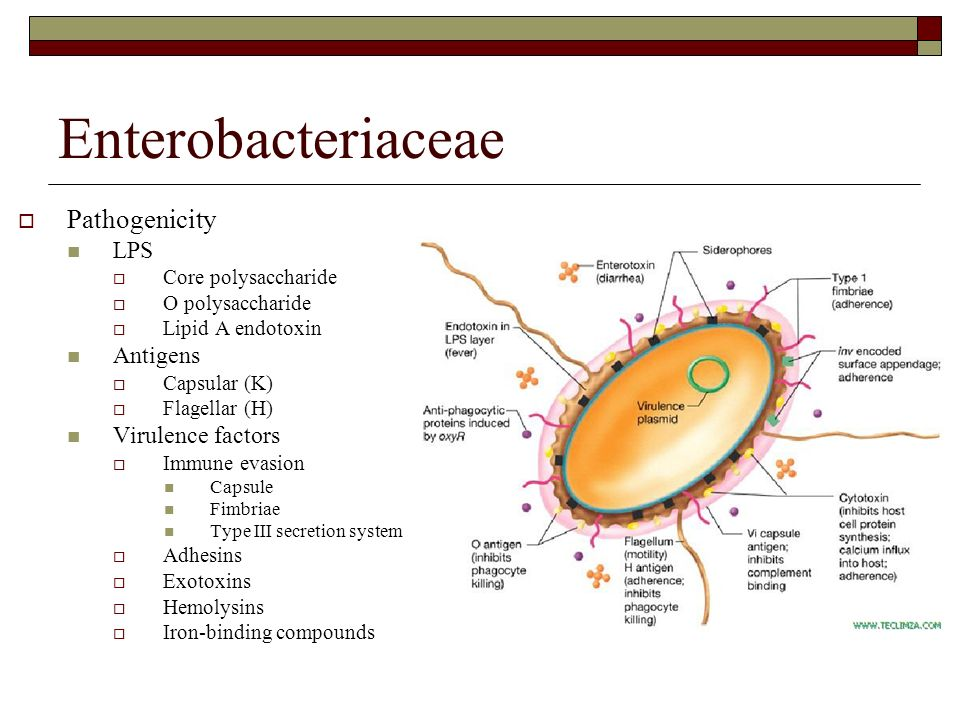 Enterobacteriaceae
Pathogenicity
LPS
Core polysaccharide
O polysaccharide
Lipid A endotoxin
Antigens
Capsular (K)
Flagellar (H)
Virulence factors
Immune evasion
Capsule
Fimbriae
Type III secretion system
Adhesins
Exotoxins
Hemolysins
Iron-binding compounds
Siderophores
Enterotoxin
(diarrhea)
Type 1
fimbriae
(adherence)
Endotoxin in
LPS layer
(fever)
inv encoded
surface appendage;
adherence
Virulence
plasmid
Anti-phagocytic
proteins induced
by oxyR
Cytotoxin
(inhibits host
cell protein
synthesis;
calcium influx
into host;
adherence)
O antigen
(inhibits
phagocyte
killing)
Flagellum
(motility)
H antigen
(adherence;
inhibits
phagocyte
killing)
Vi capsule
antigen;
inhibits
complement
binding
WWW.TECLIMZA.COM